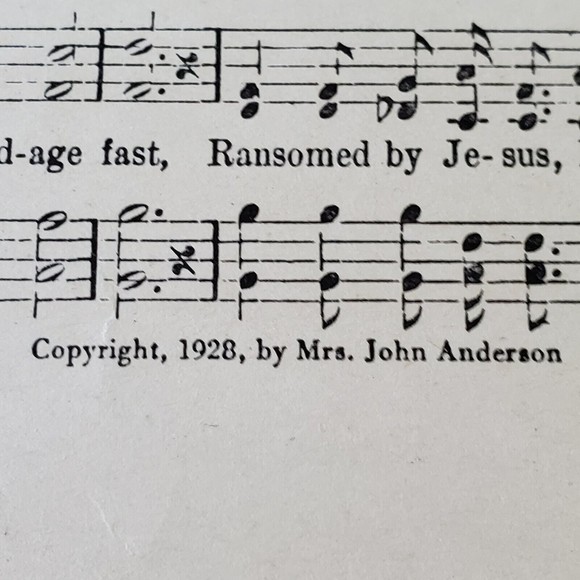 d-age fast, Ransomed by Je- sus,
Copyright, 1928, by Mrs. John Anderson